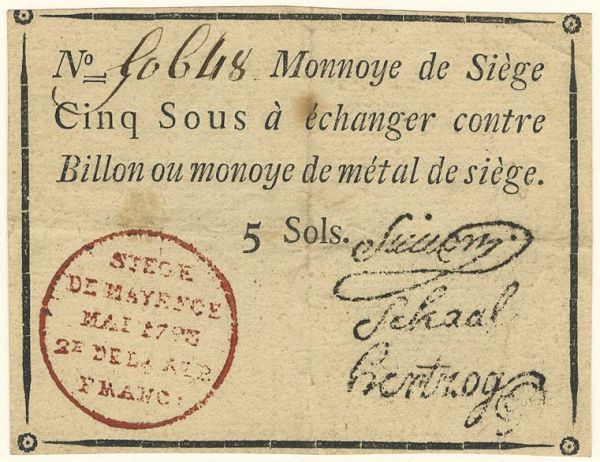 No 90648 Monnoye de Siège
Cinq Sous à échanger contre
Billon ou monoye de métal de siège.
5 Sols.
SIEGE
DE MAYENCE
MAI 1793
2E DE LA REP
FRANC:
Schaal